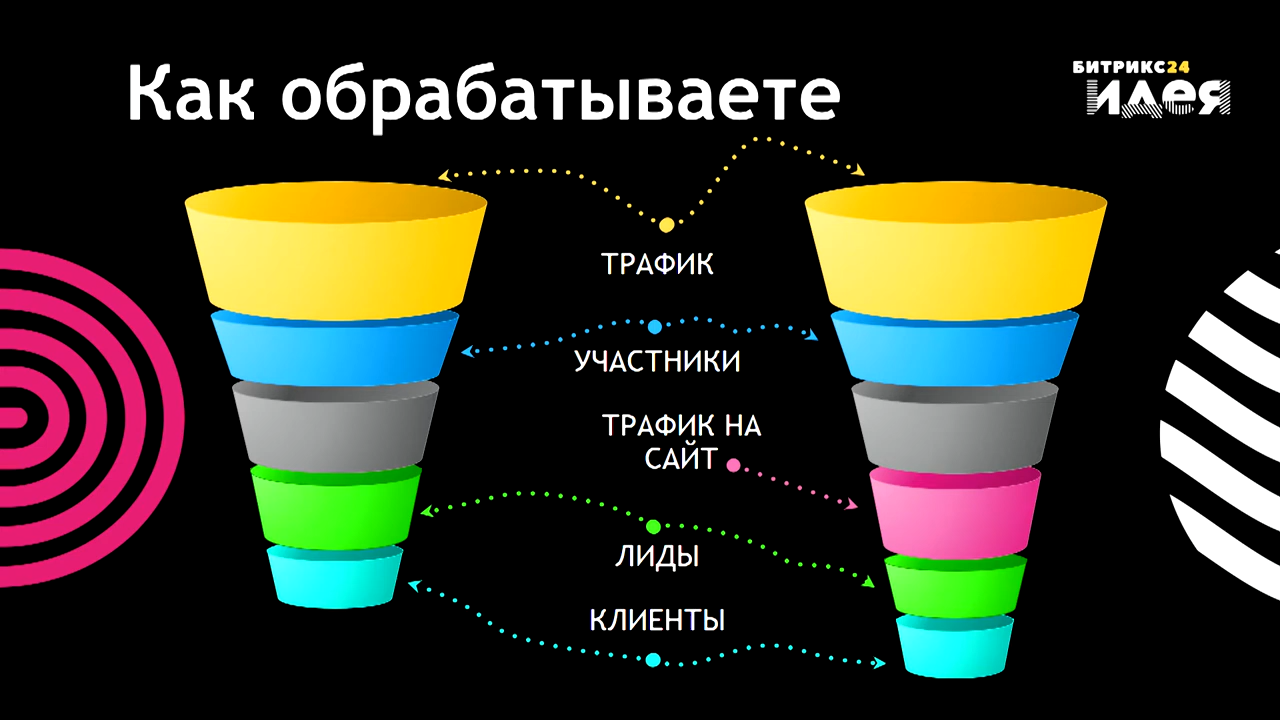 Как обрабатываете
БИТРИКС24
идея
ТРАФИК
УЧАСТНИКИ
ТРАФИК НА
САЙТ
ЛИДЫ
КЛИЕНТЫ